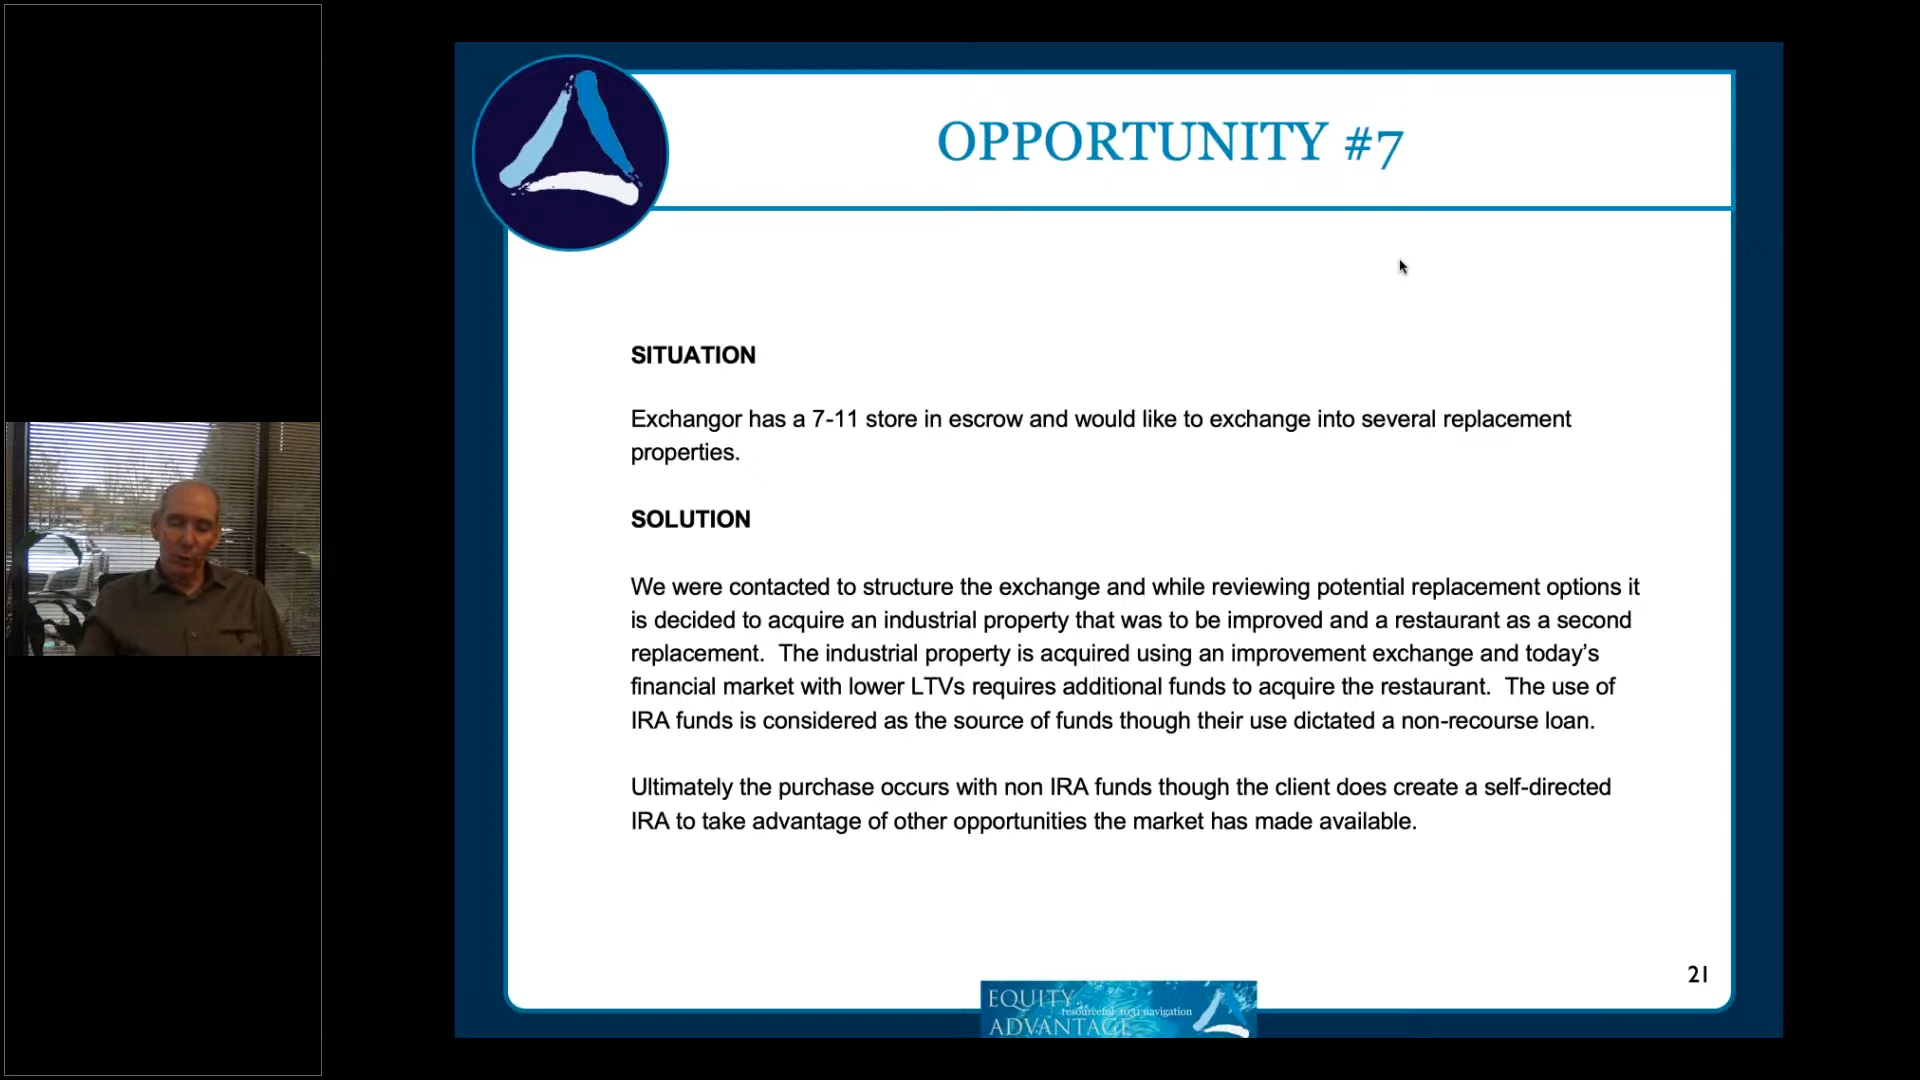 OPPORTUNITY #7
SITUATION
Exchangor has a 7-11 store in escrow and would like to exchange into several replacement
properties.
SOLUTION
We were contacted to structure the exchange and while reviewing potential replacement options it
is decided to acquire an industrial property that was to be improved and a restaurant as a second
replacement.  The industrial property is acquired using an improvement exchange and today’s
financial market with lower LTVs requires additional funds to acquire the restaurant.  The use of
IRA funds is considered as the source of funds though their use dictated a non-recourse loan.
Ultimately the purchase occurs with non IRA funds though the client does create a self-directed
IRA to take advantage of other opportunities the market has made available.
21
EQUITY
resourceful 1031 navigation
ADVANTAGE